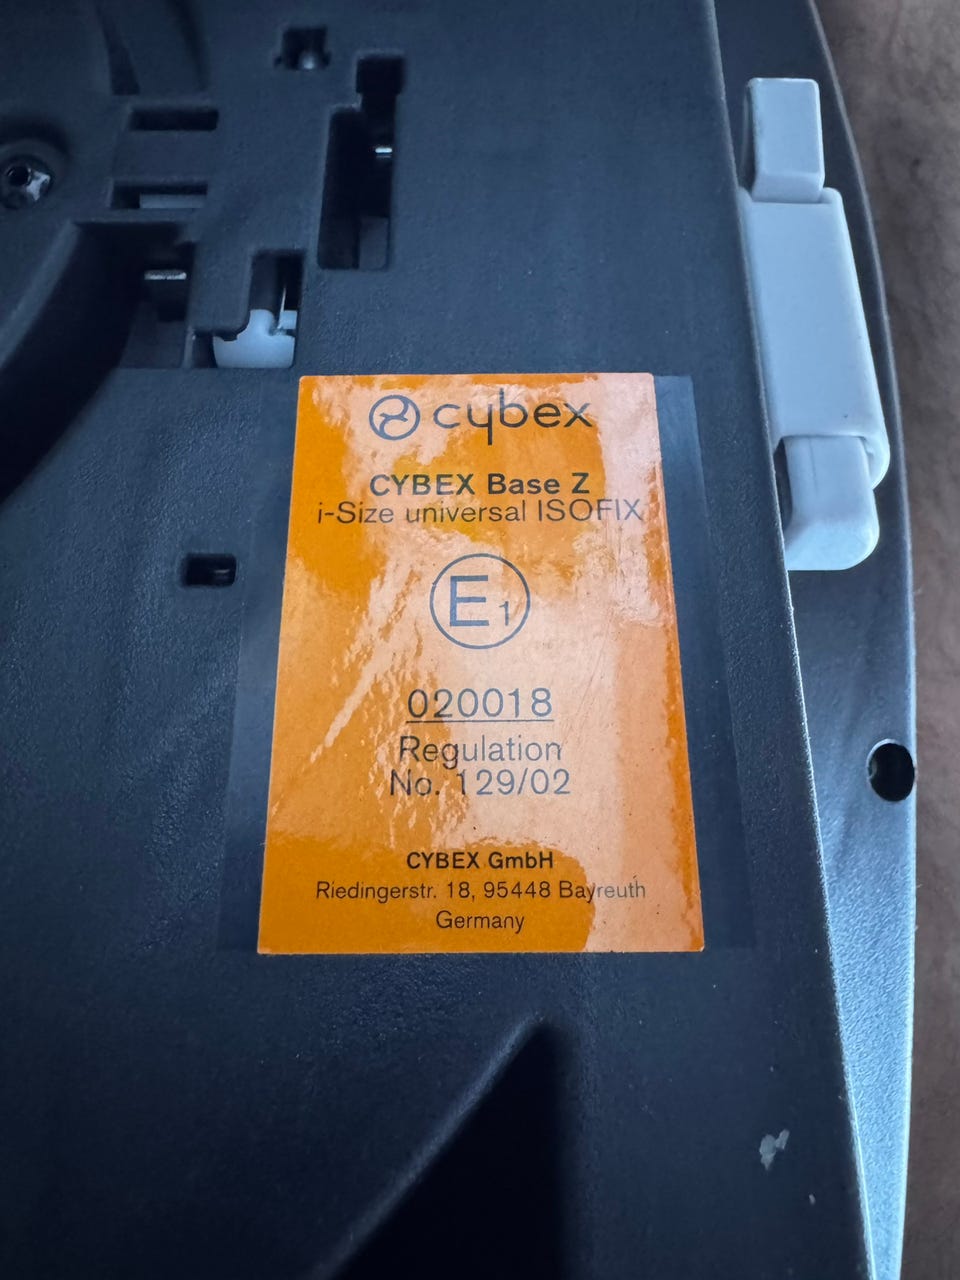 cybex
CYBEX Base Z
i-Size universal ISOFIX
E1
020018
Regulation
No. 129/02
CYBEX GmbH
Riedingerstr. 18, 95448 Bayreuth
Germany